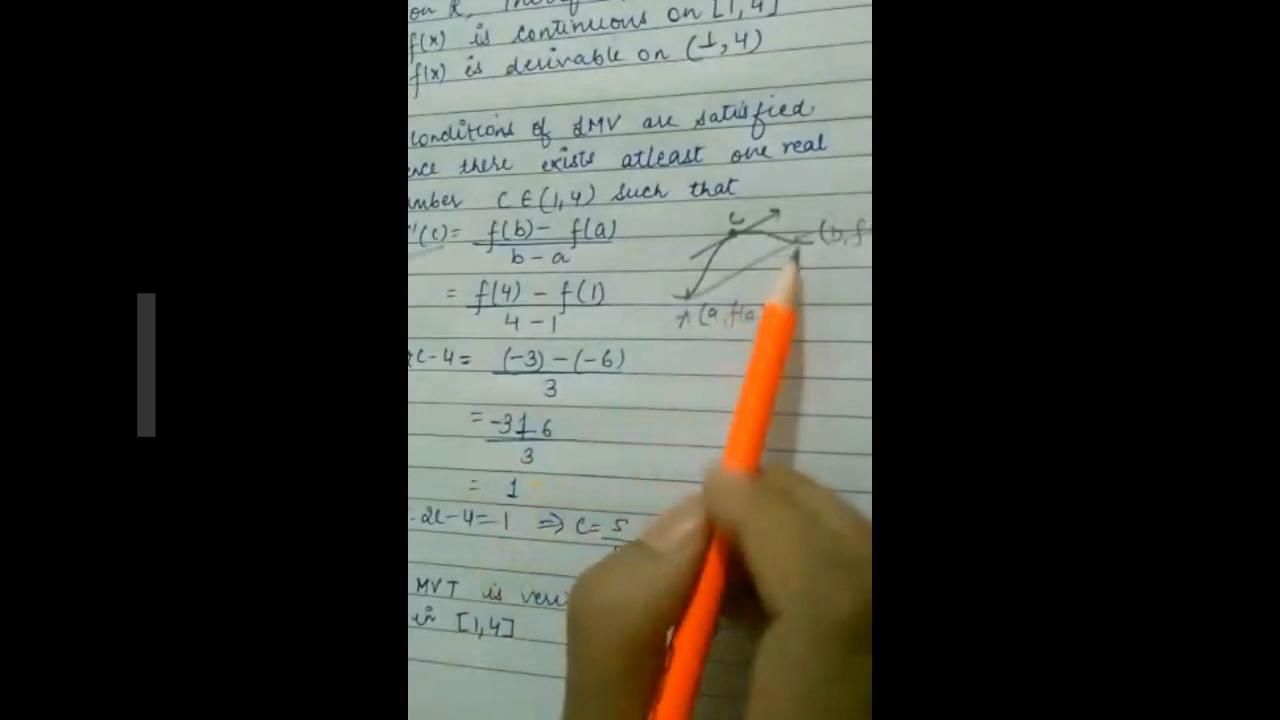 on R,
f(x) is continuous on [1,4]
f(x) is derivable on (1,4)
conditions of LMV are satisfied
ence there exists atleast one real
mber C ∈ (1,4) such that
'(c) = f(b) - f(a)
b - a
= f(4) - f(1)
4 - 1
C
(b, f
A (a, f(a
c - 4 = (-3) - (-6)
3
= -3 + 6
3
= 1
2c - 4 = 1 ⇒ c = 5
MVT is veri
in [1,4]